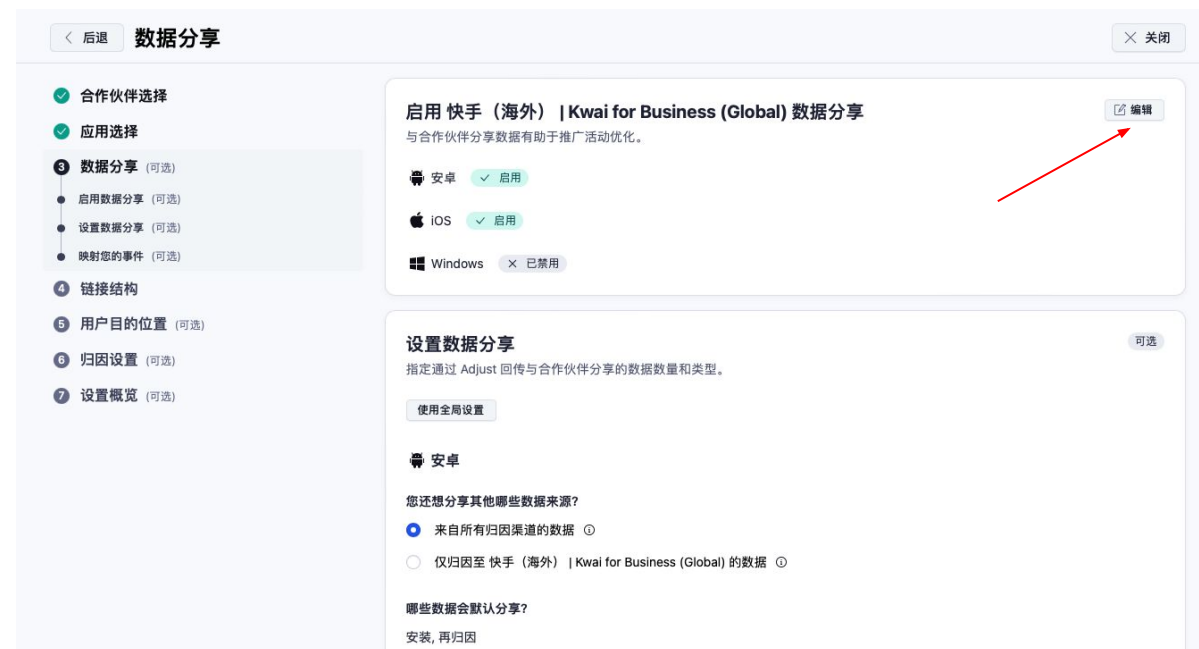 后退
数据分享
关闭
合作伙伴选择
应用选择
3 数据分享 (可选)
启用数据分享 (可选)
设置数据分享 (可选)
映射您的事件 (可选)
4 链接结构
5 用户目的位置 (可选)
6 归因设置 (可选)
7 设置概览 (可选)
启用 快手（海外） | Kwai for Business (Global) 数据分享
编辑
与合作伙伴分享数据有助于推广活动优化。
安卓 启用
iOS 启用
Windows 已禁用
设置数据分享
可选
指定通过 Adjust 回传与合作伙伴分享的数据数量和类型。
使用全局设置
安卓
您还想分享其他哪些数据来源?
来自所有归因渠道的数据
仅归因至 快手（海外） | Kwai for Business (Global) 的数据
哪些数据会默认分享?
安装, 再归因